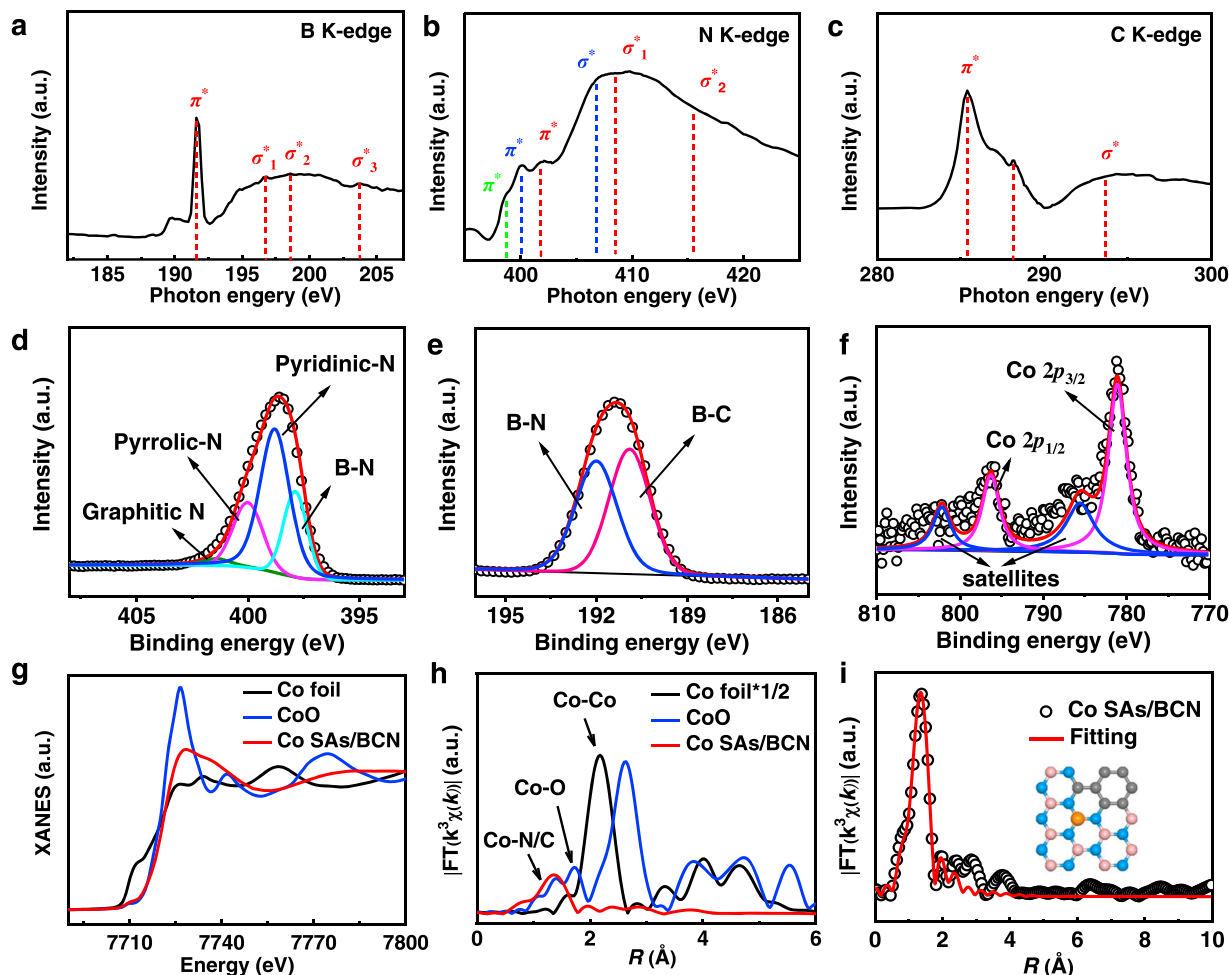 a
B K-edge
π*
σ*1
σ*2
σ*3
Intensity (a.u.)
185 190 195 200 205
Photon engery (eV)
b
N K-edge
π*
π*
π*
σ*
σ*1
σ*2
Intensity (a.u.)
400 410 420
Photon engery (eV)
c
C K-edge
π*
σ*
Intensity (a.u.)
280 290 300
Photon engery (eV)
d
Pyridinic-N
Pyrrolic-N
B-N
Graphitic N
Intensity (a.u.)
405 400 395
Binding energy (eV)
e
B-N
B-C
Intensity (a.u.)
195 192 189 186
Binding energy (eV)
f
Co 2p3/2
Co 2p1/2
satellites
Intensity (a.u.)
810 800 790 780 770
Binding energy (eV)
g
Co foil
CoO
Co SAs/BCN
XANES (a.u.)
7710 7740 7770 7800
Energy (eV)
h
Co foil*1/2
CoO
Co SAs/BCN
Co-Co
Co-O
Co-N/C
|FT(k3χ(k))| (a.u.)
0 2 4 6
R (Å)
i
Co SAs/BCN
Fitting
|FT(k3χ(k))| (a.u.)
0 2 4 6 8 10
R (Å)